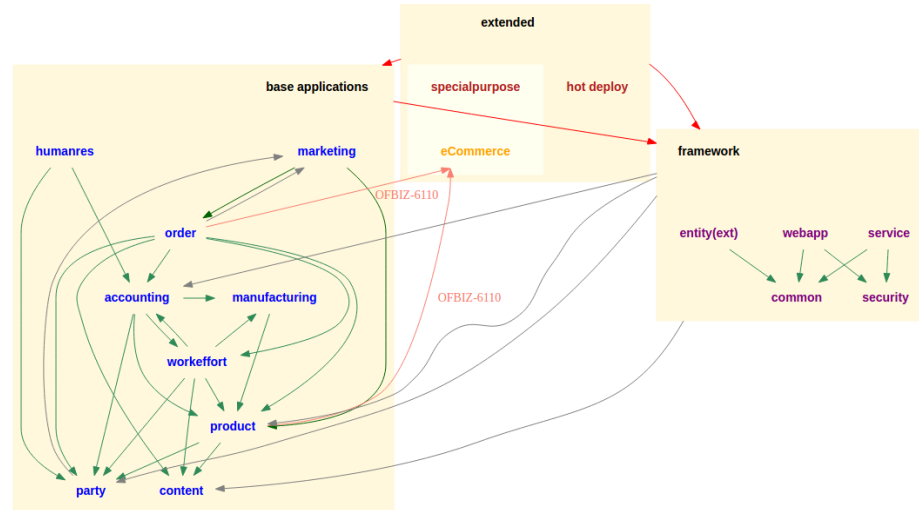 extended
base applications
specialpurpose
hot deploy
humanres
marketing
eCommerce
framework
OFBIZ-6110
order
entity(ext)
webapp
service
accounting
manufacturing
OFBIZ-6110
common
security
workeffort
product
party
content